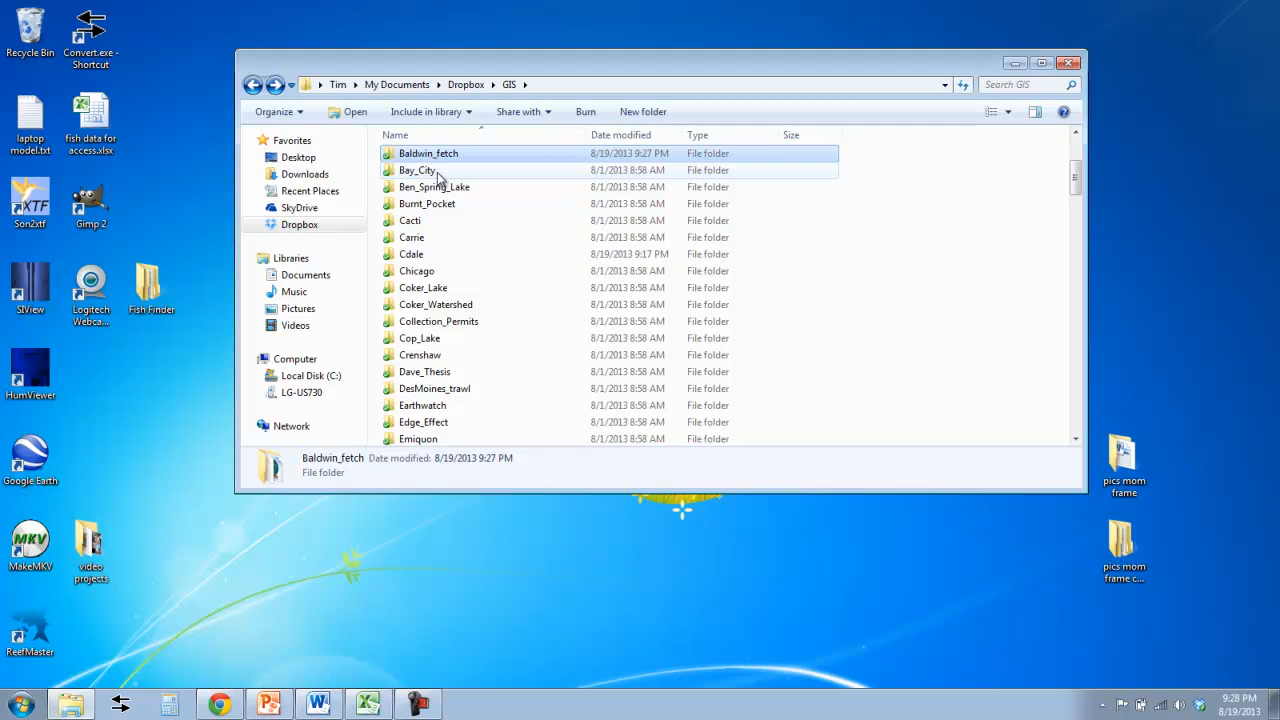 Recycle Bin
Convert.exe - Shortcut
laptop model.txt
fish data for access.xlsx
XTF
Son2xtf
Gimp 2
SIView
Logitech Webca...
Fish Finder
HumViewer
Google Earth
MKV
MakeMKV
video projects
ReefMaster
Tim
My Documents
Dropbox
GIS
Search GIS
Organize
Open
Include in library
Share with
Burn
New folder
Favorites
Desktop
Downloads
Recent Places
SkyDrive
Dropbox
Libraries
Documents
Music
Pictures
Videos
Computer
Local Disk (C:)
LG-US730
Network
Name Date modified Type Size
Baldwin_fetch 8/19/2013 9:27 PM File folder
Bay_City 8/1/2013 8:58 AM File folder
Ben_Spring_Lake 8/1/2013 8:58 AM File folder
Burnt_Pocket 8/1/2013 8:58 AM File folder
Cacti 8/1/2013 8:58 AM File folder
Carrie 8/1/2013 8:58 AM File folder
Cdale 8/19/2013 9:17 PM File folder
Chicago 8/1/2013 8:58 AM File folder
Coker_Lake 8/1/2013 8:58 AM File folder
Coker_Watershed 8/1/2013 8:58 AM File folder
Collection_Permits 8/1/2013 8:58 AM File folder
Cop_Lake 8/1/2013 8:58 AM File folder
Crenshaw 8/1/2013 8:58 AM File folder
Dave_Thesis 8/1/2013 8:58 AM File folder
DesMoines_trawl 8/1/2013 8:58 AM File folder
Earthwatch 8/1/2013 8:58 AM File folder
Edge_Effect 8/1/2013 8:58 AM File folder
Emiquon 8/1/2013 8:58 AM File folder
Baldwin_fetch Date modified: 8/19/2013 9:27 PM
File folder
pics mom frame
pics mom frame c...
9:28 PM
8/19/2013